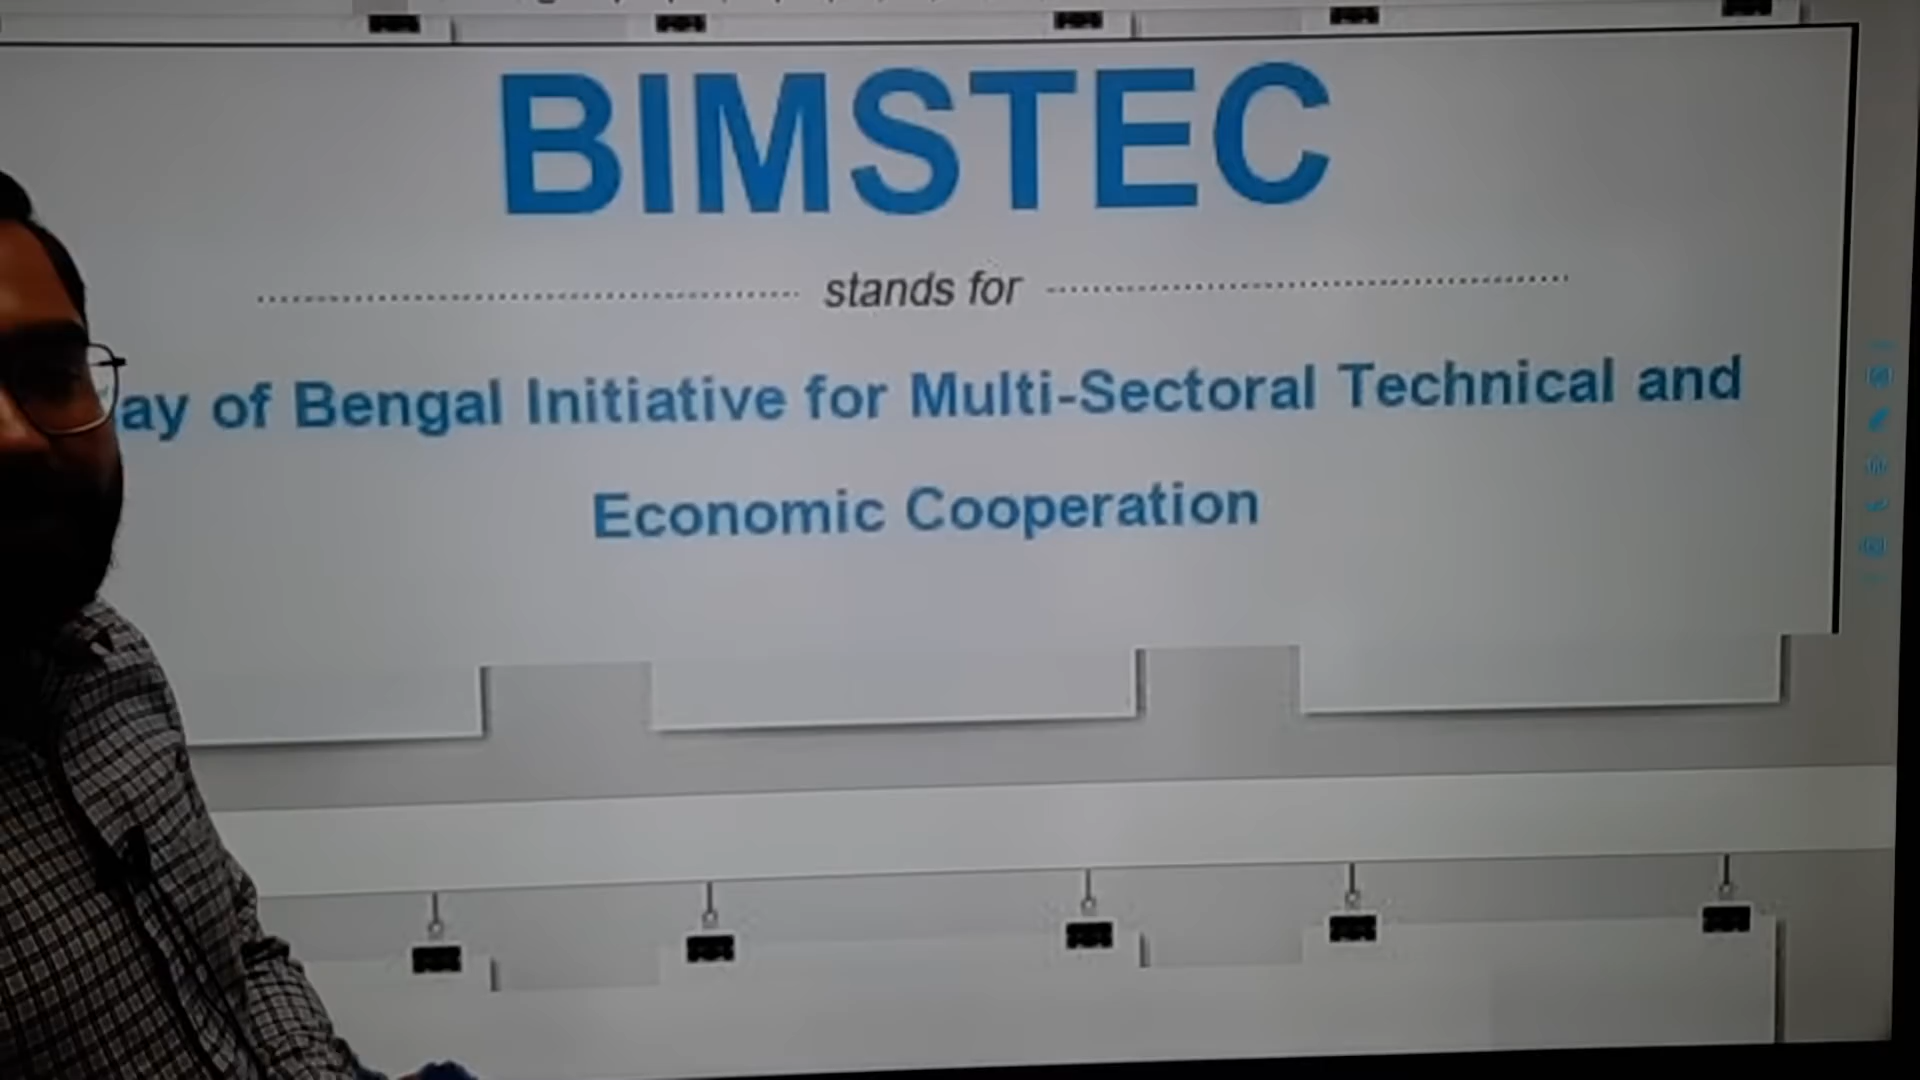 BIMSTEC
stands for
ay of Bengal Initiative for Multi-Sectoral Technical and
Economic Cooperation